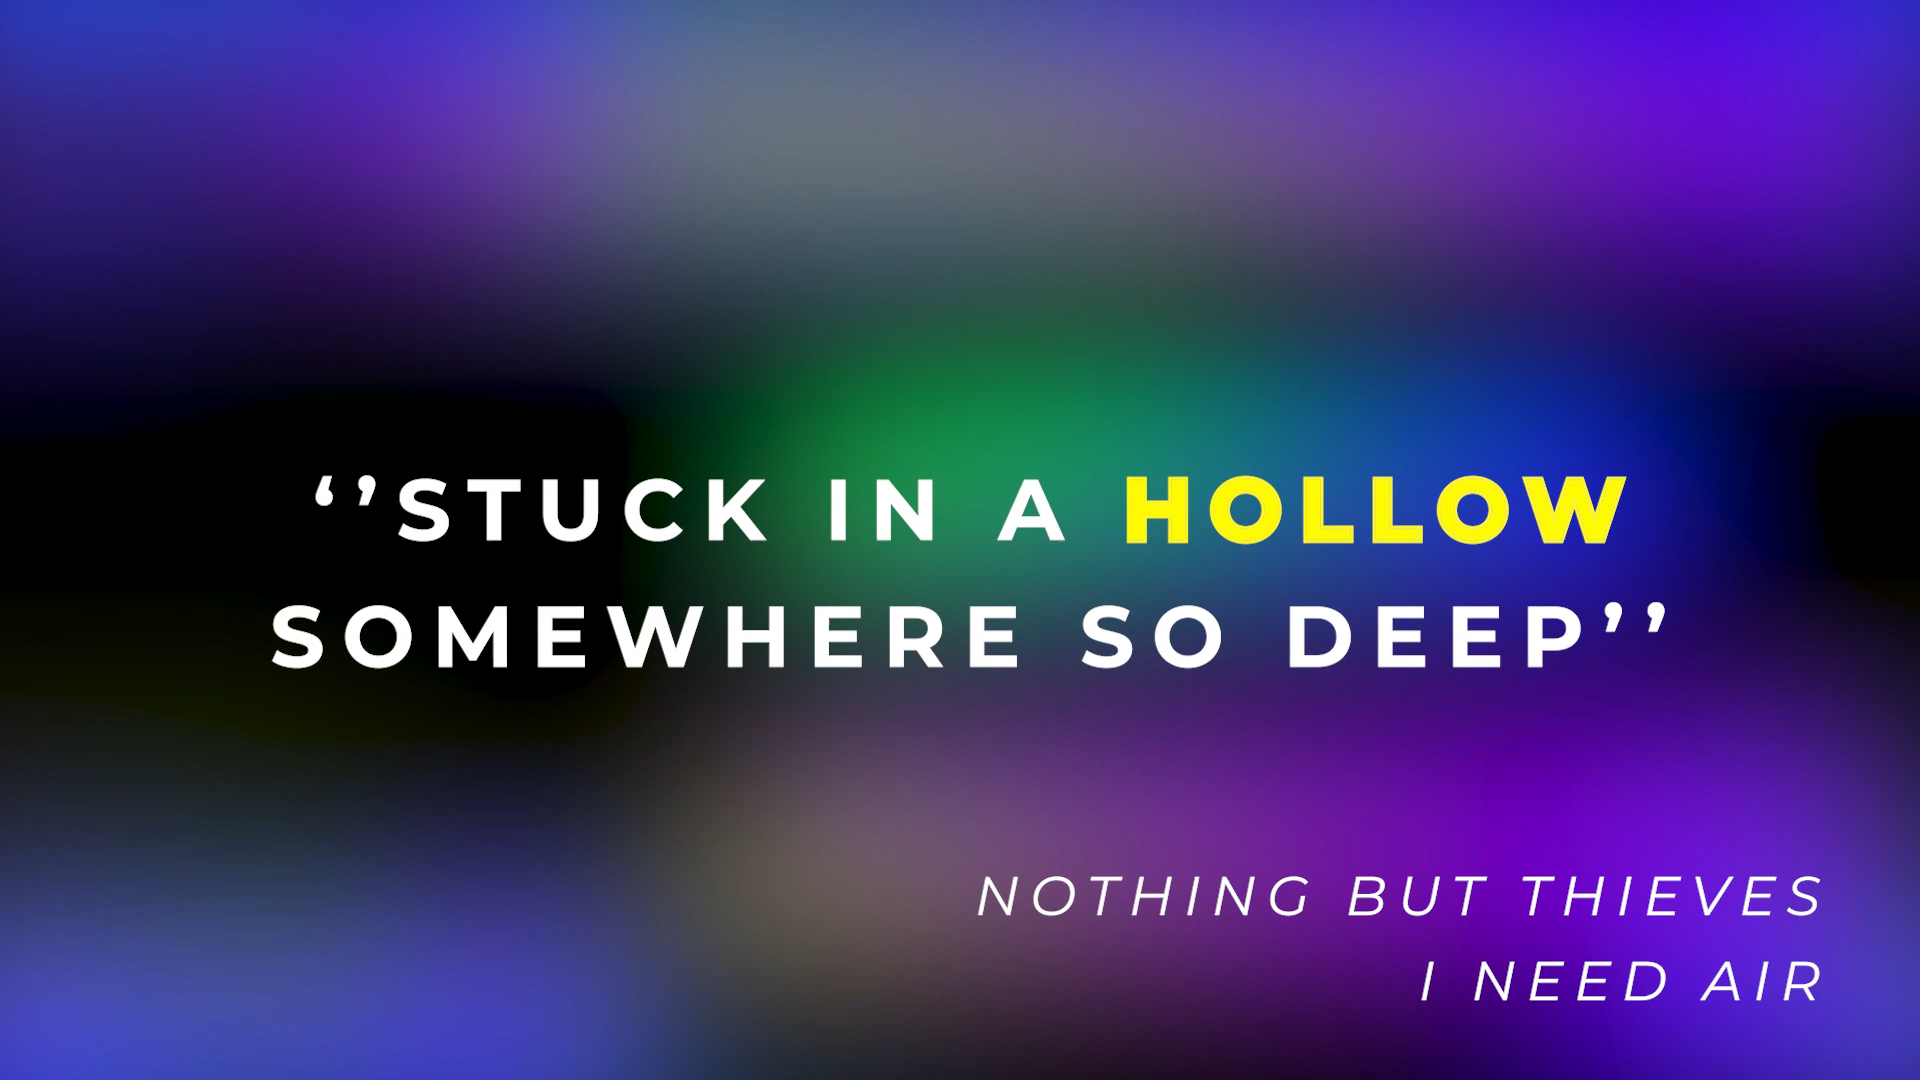 ‘’STUCK IN A HOLLOW
SOMEWHERE SO DEEP’’
NOTHING BUT THIEVES
I NEED AIR